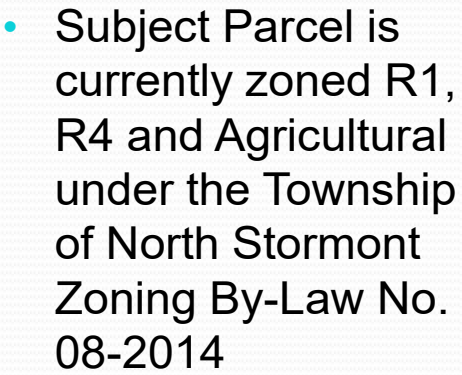 • Subject Parcel is
currently zoned R1,
R4 and Agricultural
under the Township
of North Stormont
Zoning By-Law No.
08-2014